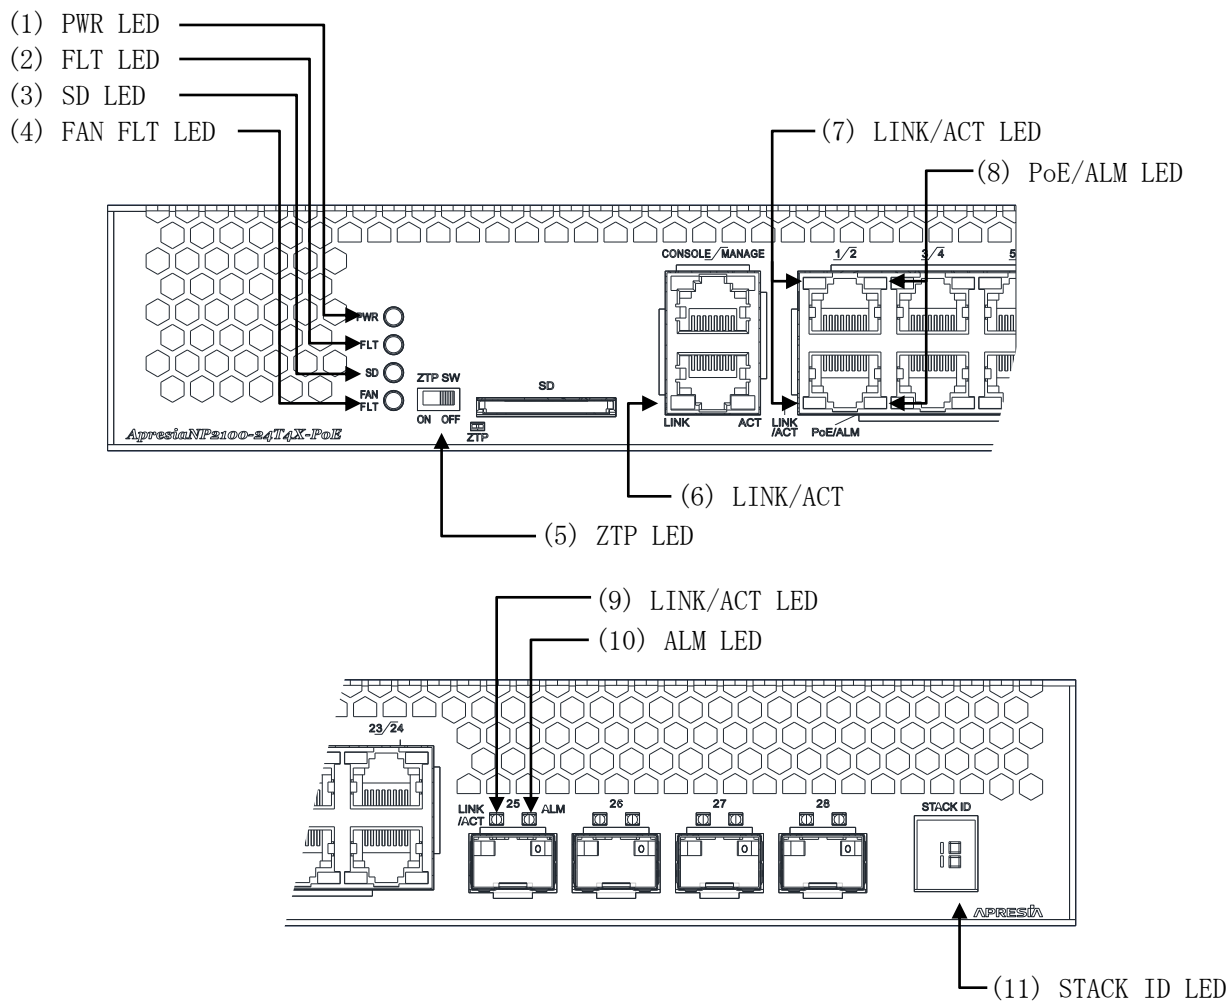 (1) PWR LED
(2) FLT LED
(3) SD LED
(4) FAN FLT LED
(7) LINK/ACT LED
(8) PoE/ALM LED
CONSOLE/MANAGE
1/2
3/4
5
PWR
FLT
SD
FAN
FLT
ZTP SW
ON OFF
ZTP
SD
LINK
ACT
LINK
/ACT
PoE/ALM
ApresiaNP2100-24T4X-PoE
(6) LINK/ACT
(5) ZTP LED
(9) LINK/ACT LED
(10) ALM LED
23/24
LINK
/ACT
25
ALM
26
27
28
STACK ID
APRESIA
(11) STACK ID LED